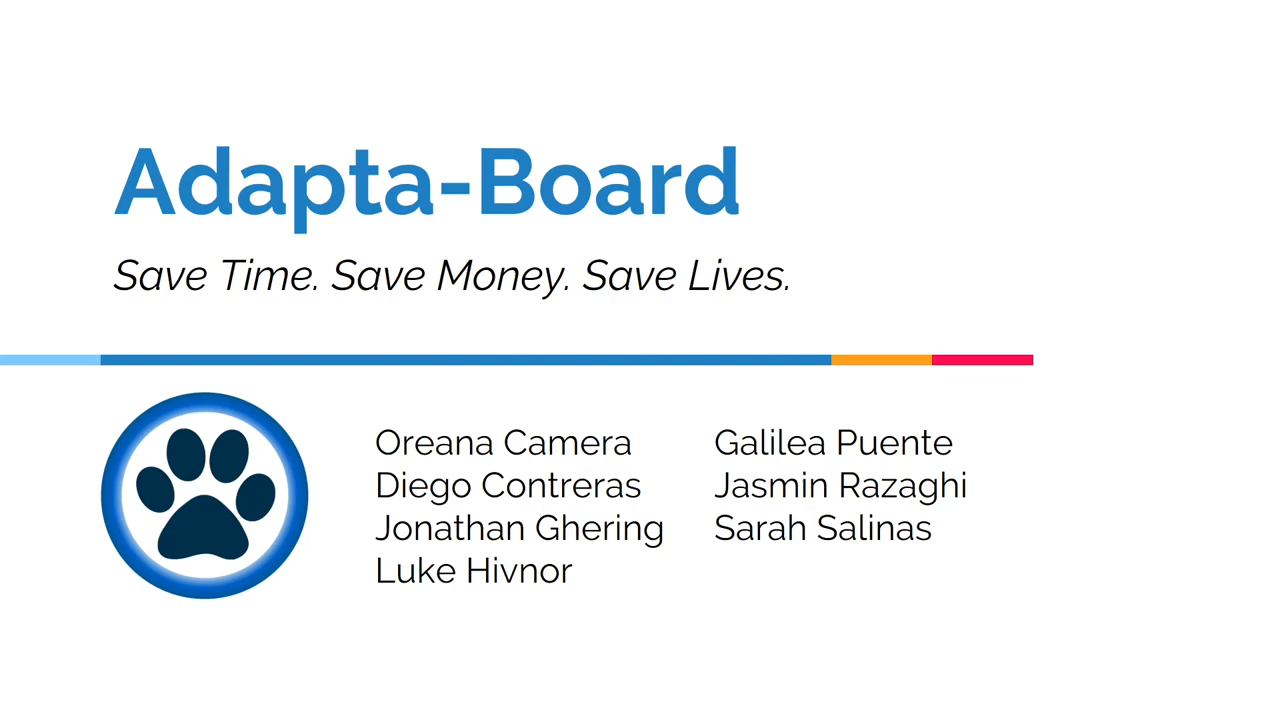 Adapta-Board
Save Time. Save Money. Save Lives.
Oreana Camera
Diego Contreras
Jonathan Ghering
Luke Hivnor
Galilea Puente
Jasmin Razaghi
Sarah Salinas